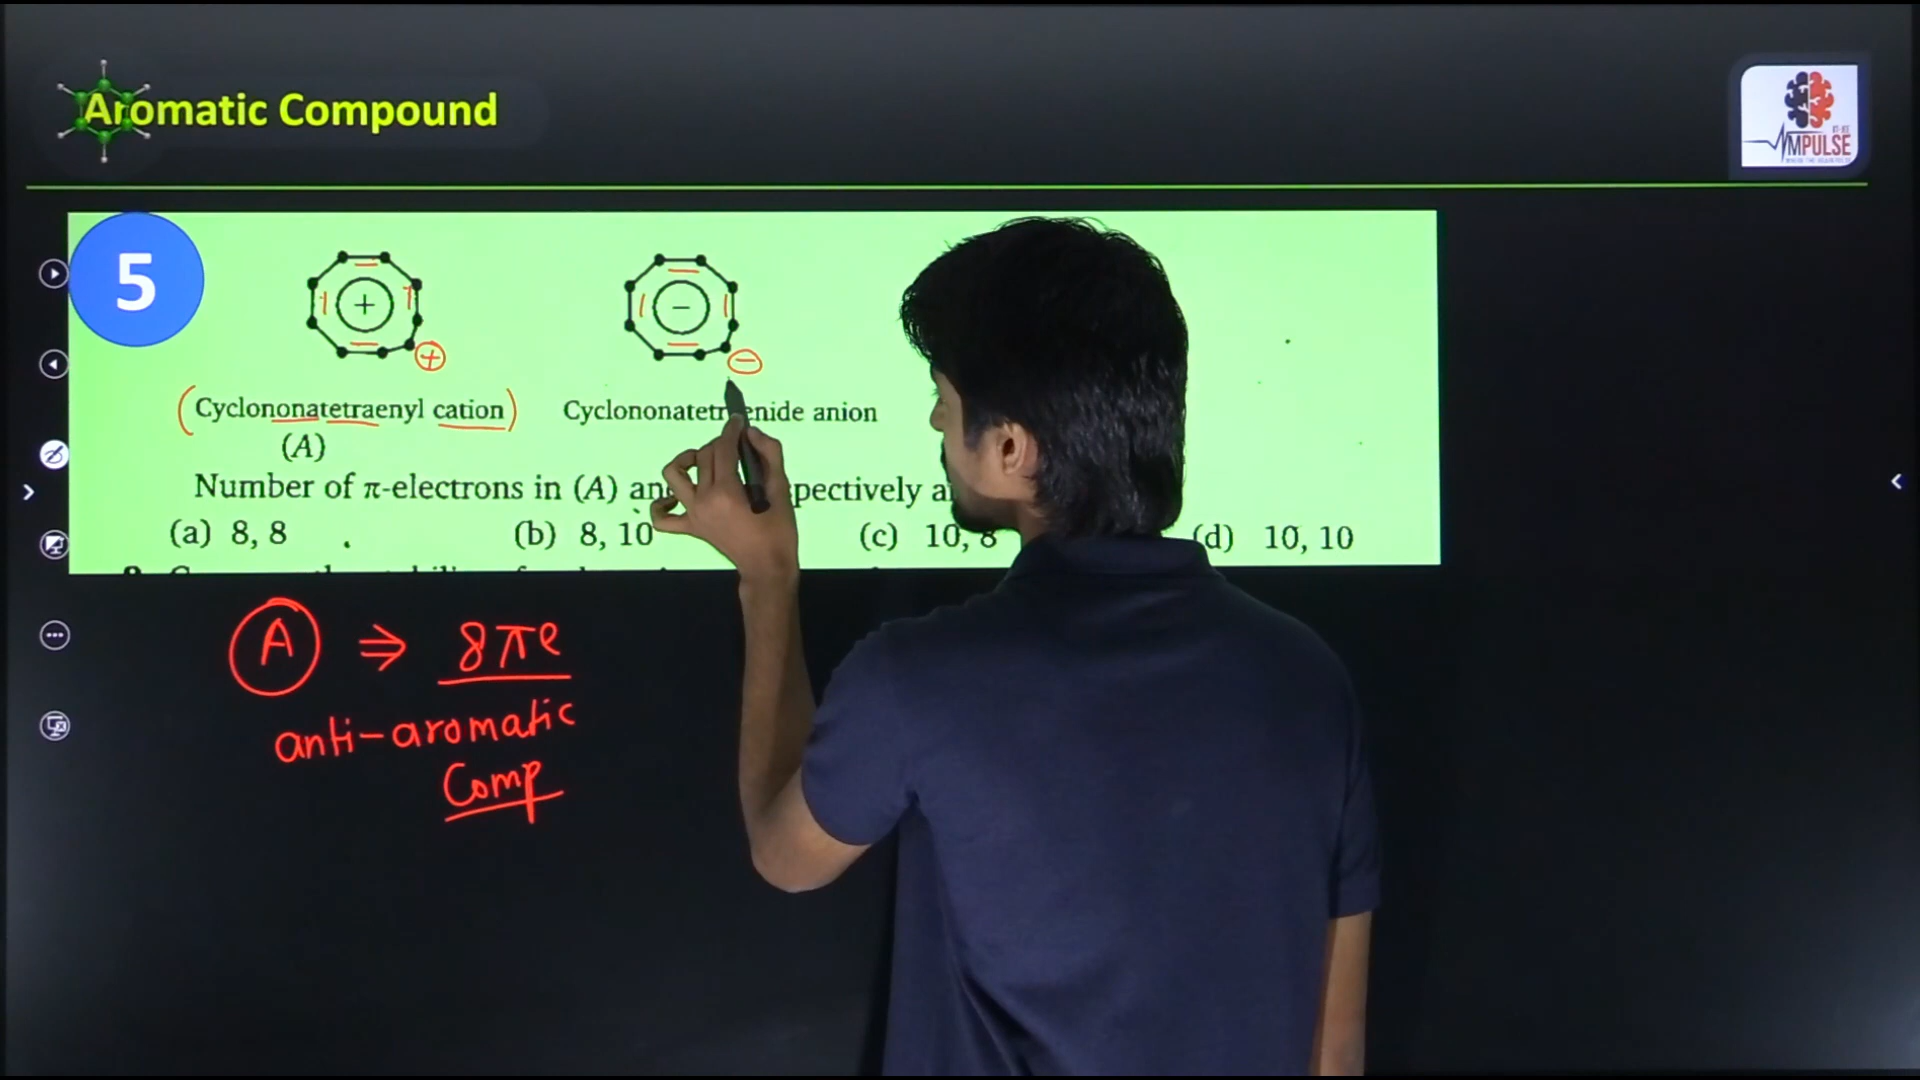 Aromatic Compound
MPULSE
5
+
−
+
−
(Cyclononatetraenyl cation)
Cyclononatetr enide anion
(A)
Number of π-electrons in (A) an pectively a
(a) 8, 8
(b) 8, 10
(c) 10, 8
(d) 10, 10
A ⇒ 8πe
anti-aromatic
Comp